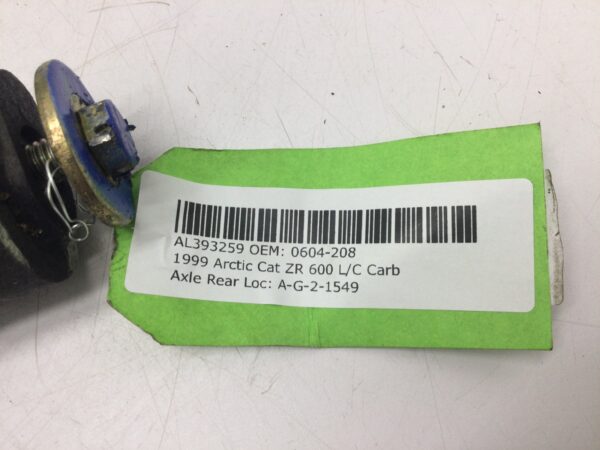 AL393259 OEM: 0604-208
1999 Arctic Cat ZR 600 L/C Carb
Axle Rear Loc: A-G-2-1549